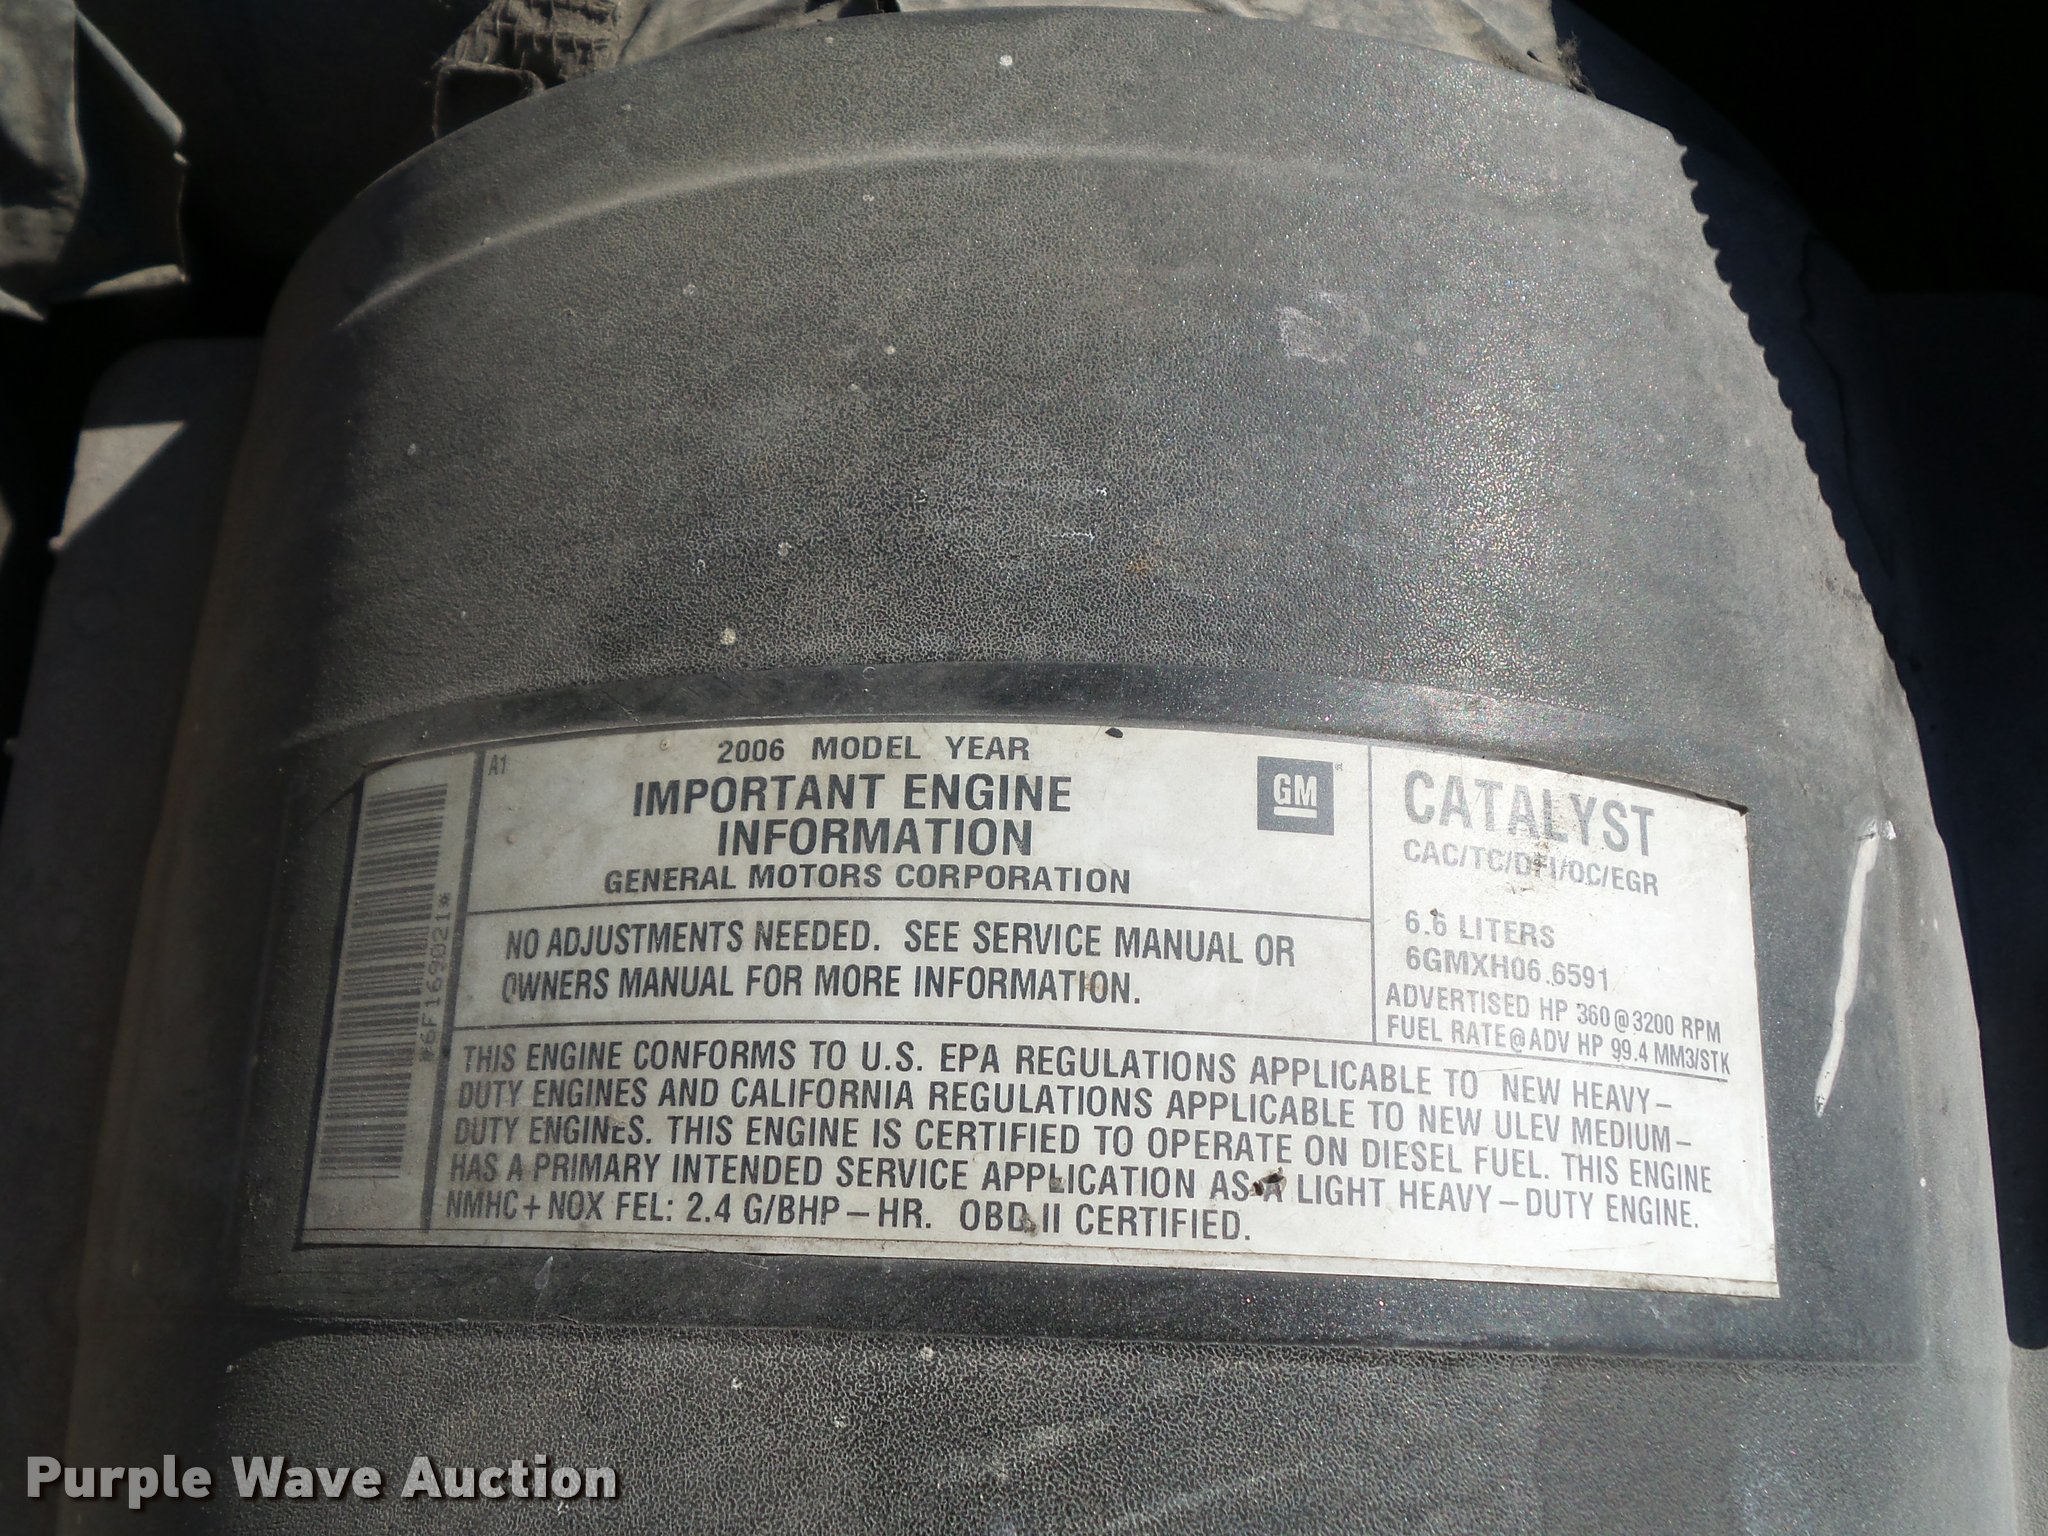 A1
2006 MODEL YEAR
IMPORTANT ENGINE
INFORMATION
GENERAL MOTORS CORPORATION
GM
NO ADJUSTMENTS NEEDED. SEE SERVICE MANUAL OR
OWNERS MANUAL FOR MORE INFORMATION.
CATALYST
CAC/TC/DFI/OC/EGR
6.6 LITERS
6GMXH06.6591
ADVERTISED HP 360@3200 RPM
FUEL RATE@ADV HP 99.4 MM3/STK
THIS ENGINE CONFORMS TO U.S. EPA REGULATIONS APPLICABLE TO NEW HEAVY-
DUTY ENGINES AND CALIFORNIA REGULATIONS APPLICABLE TO NEW ULEV MEDIUM-
DUTY ENGINES. THIS ENGINE IS CERTIFIED TO OPERATE ON DIESEL FUEL. THIS ENGINE
HAS A PRIMARY INTENDED SERVICE APPLICATION AS A LIGHT HEAVY-DUTY ENGINE.
NMHC+NOX FEL: 2.4 G/BHP-HR. OBD II CERTIFIED.
*6F169021*
Purple Wave Auction